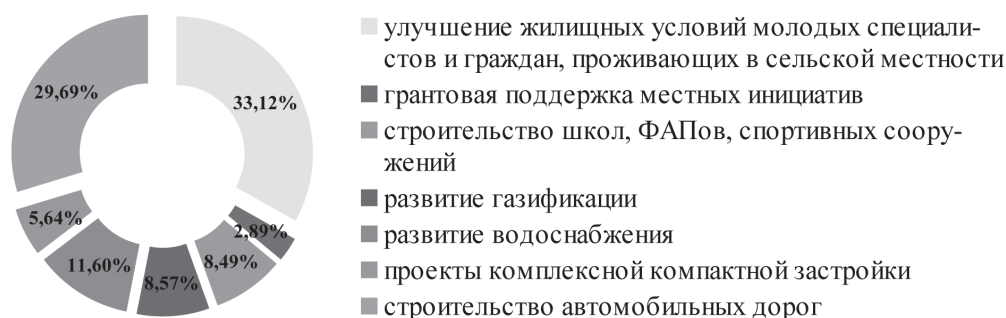 29,69%
33,12%
5,64%
2,89%
11,60%
8,49%
8,57%
улучшение жилищных условий молодых специали-
стов и граждан, проживающих в сельской местности
грантовая поддержка местных инициатив
строительство школ, ФАПов, спортивных соору-
жений
развитие газификации
развитие водоснабжения
проекты комплексной компактной застройки
строительство автомобильных дорог